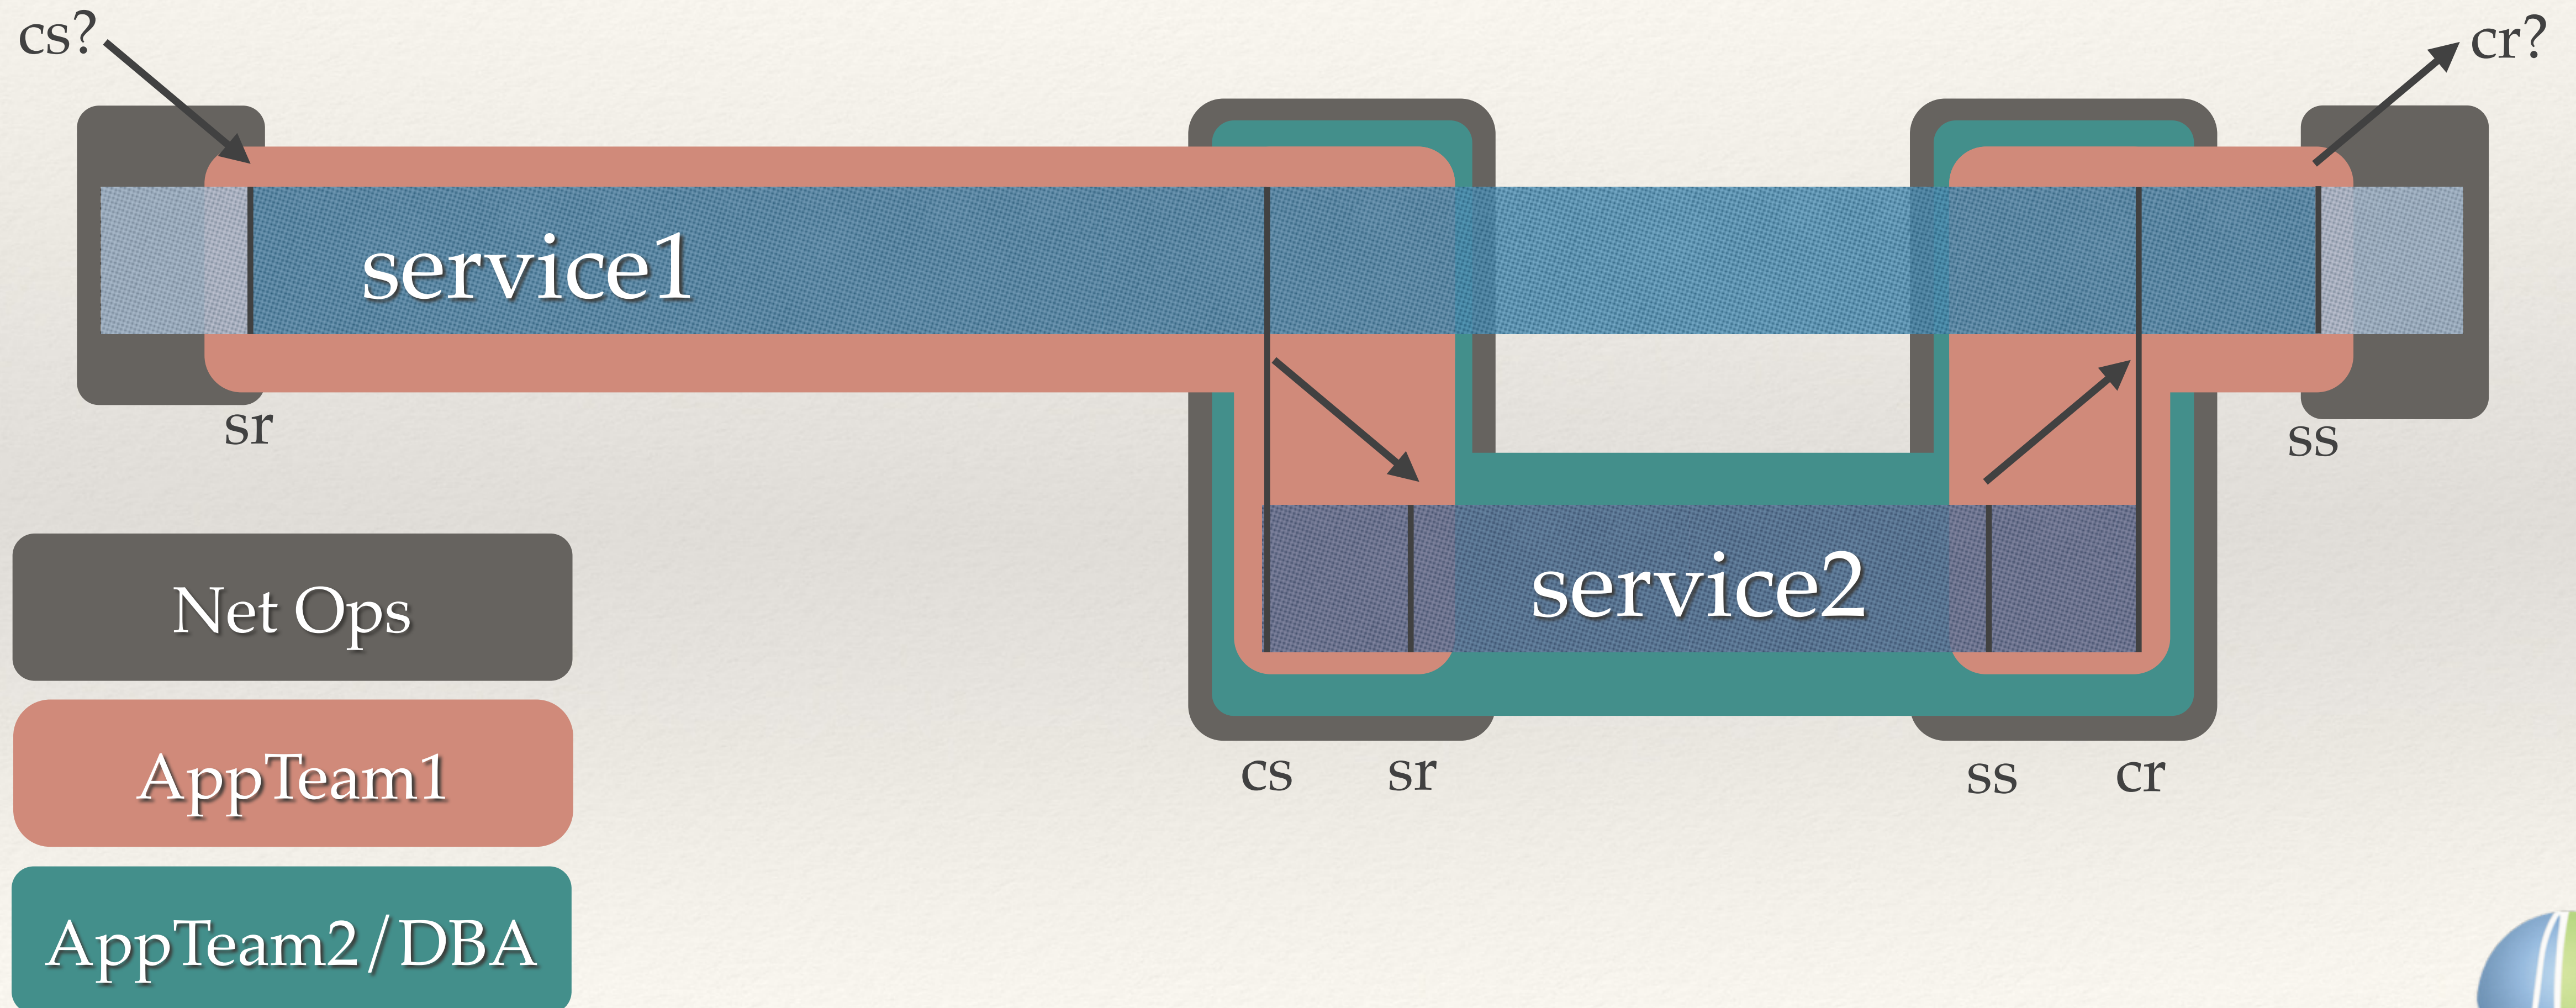 cs?
cr?
service1
sr
ss
service2
cs
sr
ss
cr
Net Ops
AppTeam1
AppTeam2/DBA